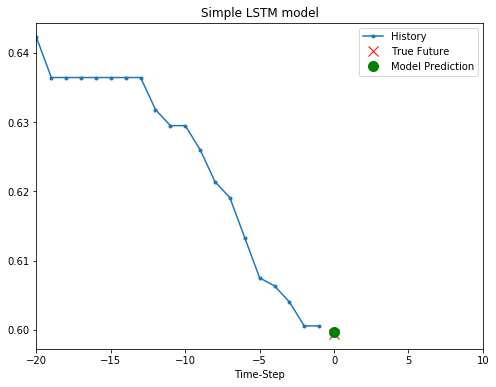 Simple LSTM model
History
True Future
Model Prediction
0.64
0.63
0.62
0.61
0.60
−20 −15 −10 −5 0 5 10
Time-Step